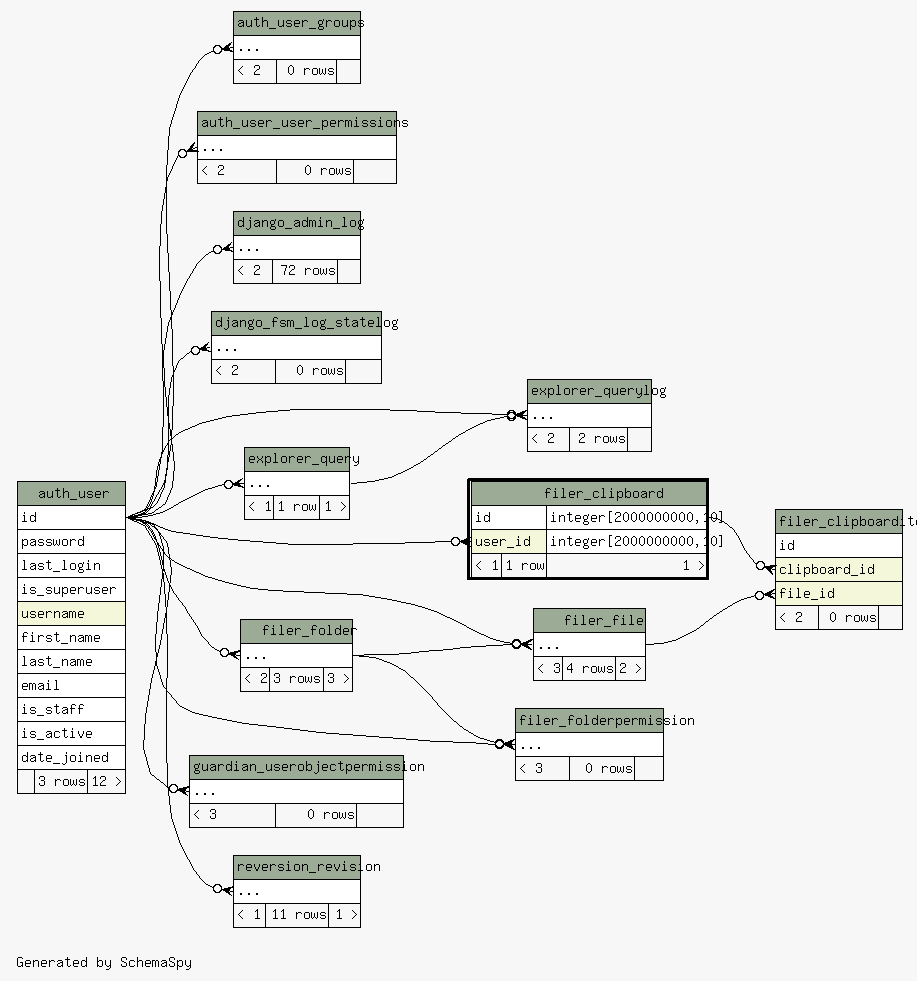 auth_user_groups
...
< 2 0 rows
auth_user_user_permissions
...
< 2 0 rows
django_admin_log
...
< 2 72 rows
django_fsm_log_statelog
...
< 2 0 rows
explorer_querylog
...
< 2 2 rows
explorer_query
...
< 1 1 row 1 >
auth_user
id
password
last_login
is_superuser
username
first_name
last_name
email
is_staff
is_active
date_joined
3 rows 12 >
filer_clipboard
id integer[2000000000,10]
user_id integer[2000000000,10]
< 1 1 row 1 >
filer_clipboardite
id
clipboard_id
file_id
< 2 0 rows
filer_folder
...
< 2 3 rows 3 >
filer_file
...
< 3 4 rows 2 >
filer_folderpermission
...
< 3 0 rows
guardian_userobjectpermission
...
< 3 0 rows
reversion_revision
...
< 1 11 rows 1 >
Generated by SchemaSpy